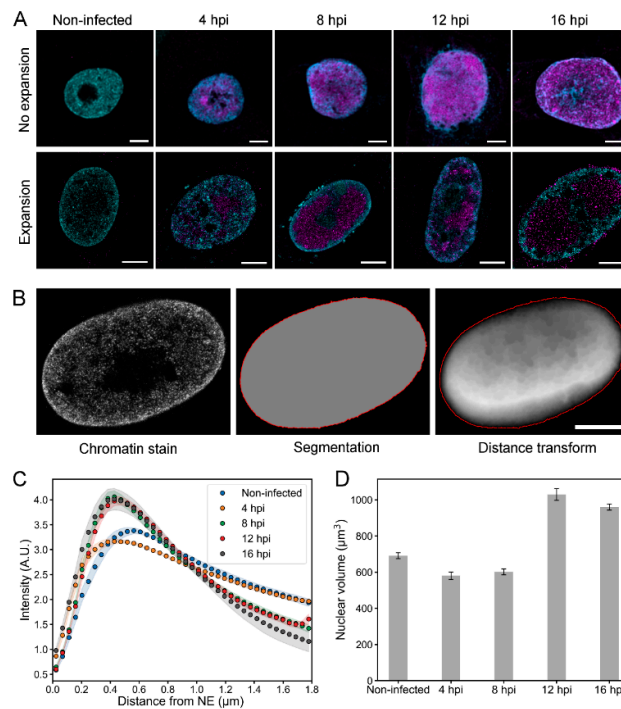 A
Non-infected 4 hpi 8 hpi 12 hpi 16 hpi
No expansion
Expansion
B
Chromatin stain Segmentation Distance transform
C
Intensity (A.U.)
4.0
3.5
3.0
2.5
2.0
1.5
1.0
0.5
Non-infected
4 hpi
8 hpi
12 hpi
16 hpi
0.0 0.2 0.4 0.6 0.8 1.0 1.2 1.4 1.6 1.8
Distance from NE (μm)
D
Nuclear volume (μm³)
1000
800
600
400
200
0
Non-infected 4 hpi 8 hpi 12 hpi 16 hpi